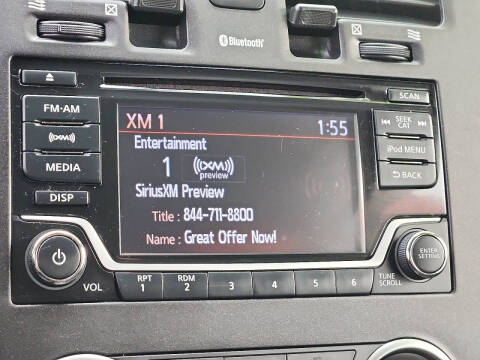 Bluetooth
SCAN
FM·AM
((XM))
MEDIA
DISP
XM 1
1:55
Entertainment
1 ((XM)) preview
SiriusXM Preview
Title : 844-711-8800
Name : Great Offer Now!
SEEK
CAT
iPod MENU
BACK
ENTER
SETTING
VOL
RPT
1
RDM
2
3
4
5
6
TUNE
SCROLL